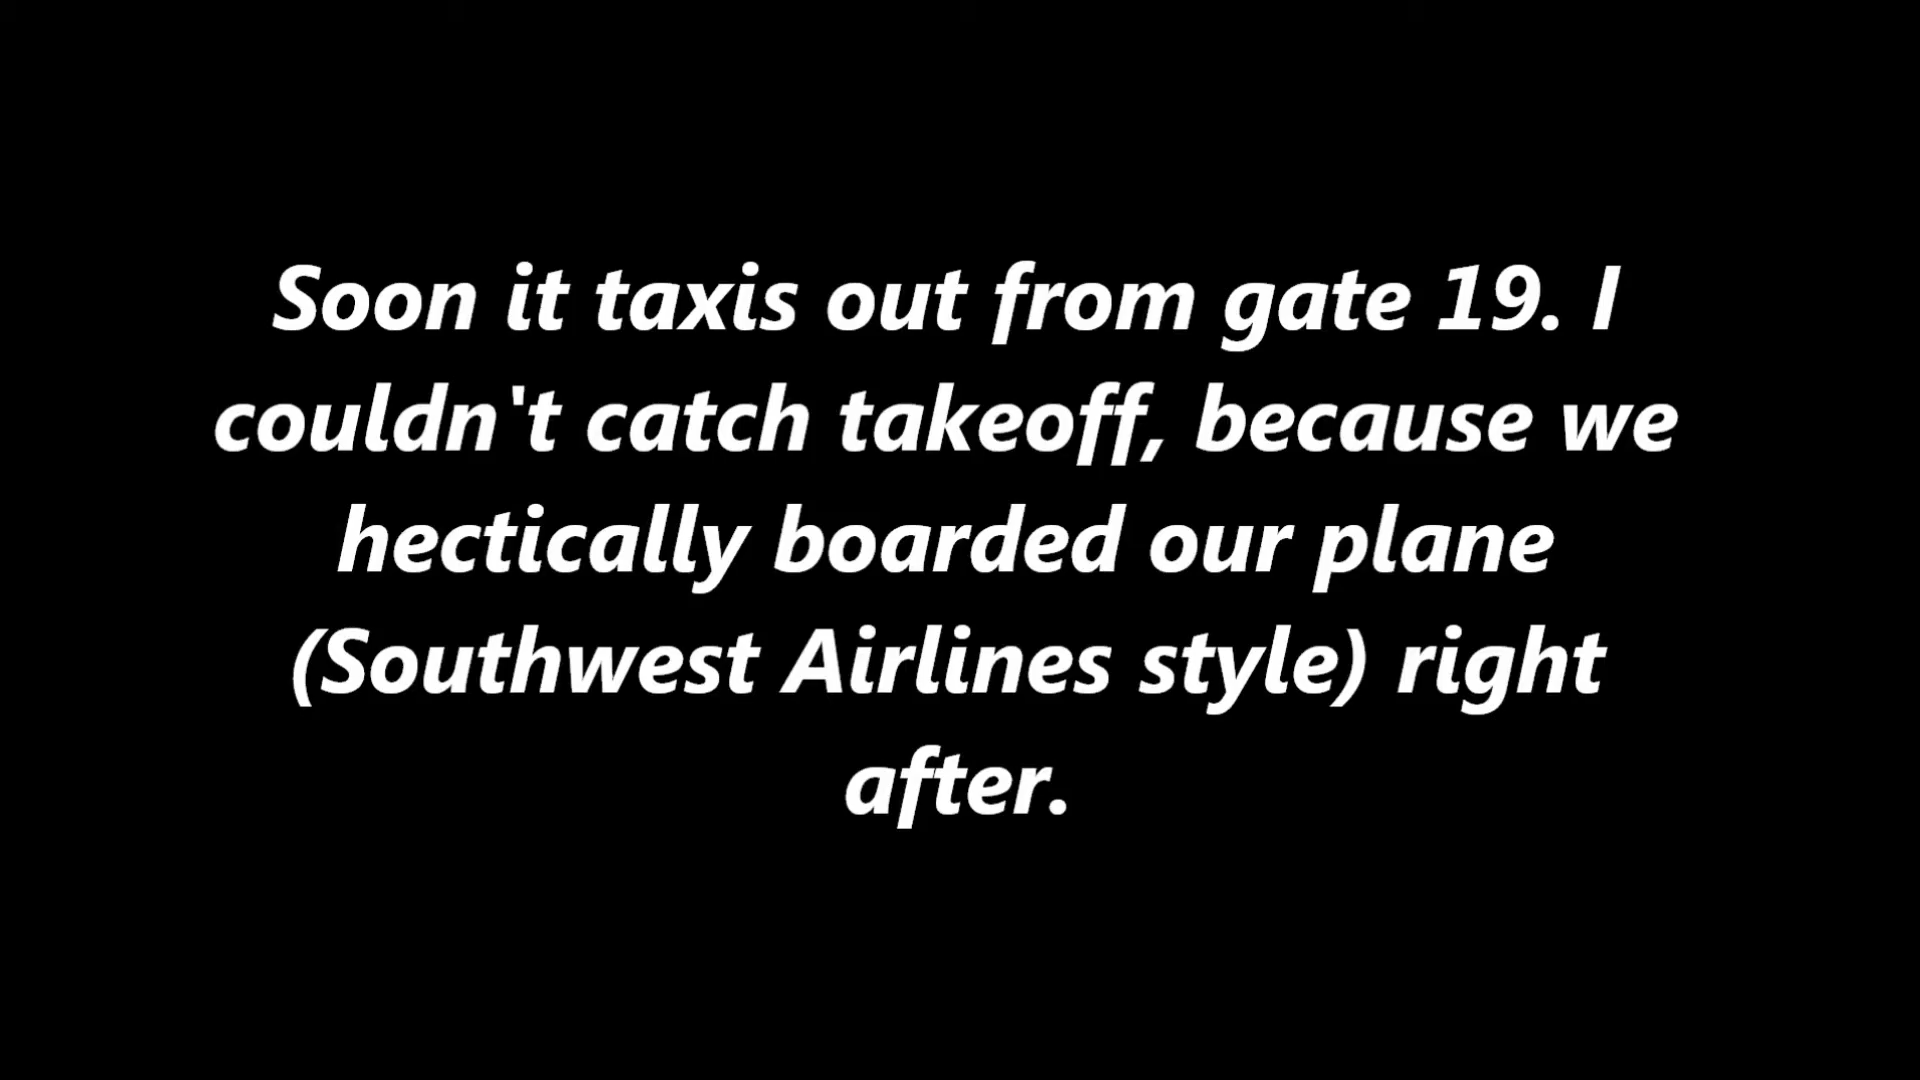 Soon it taxis out from gate 19. I
couldn't catch takeoff, because we
hectically boarded our plane
(Southwest Airlines style) right
after.